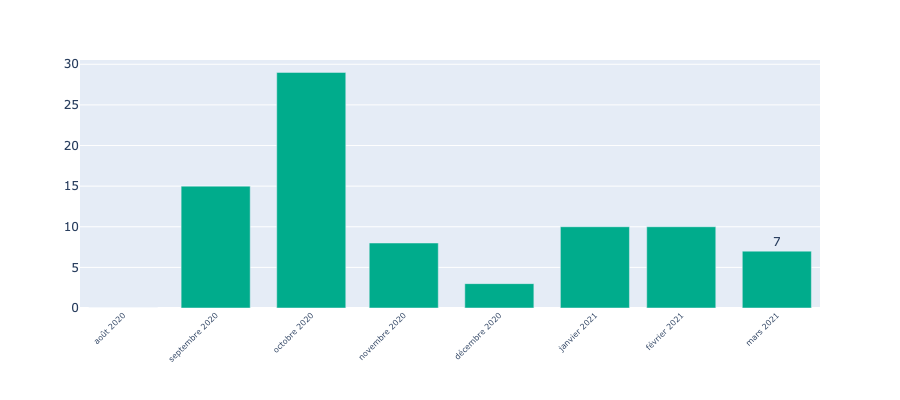 30
25
20
15
10
5
0
7
août 2020
septembre 2020
octobre 2020
novembre 2020
décembre 2020
janvier 2021
février 2021
mars 2021